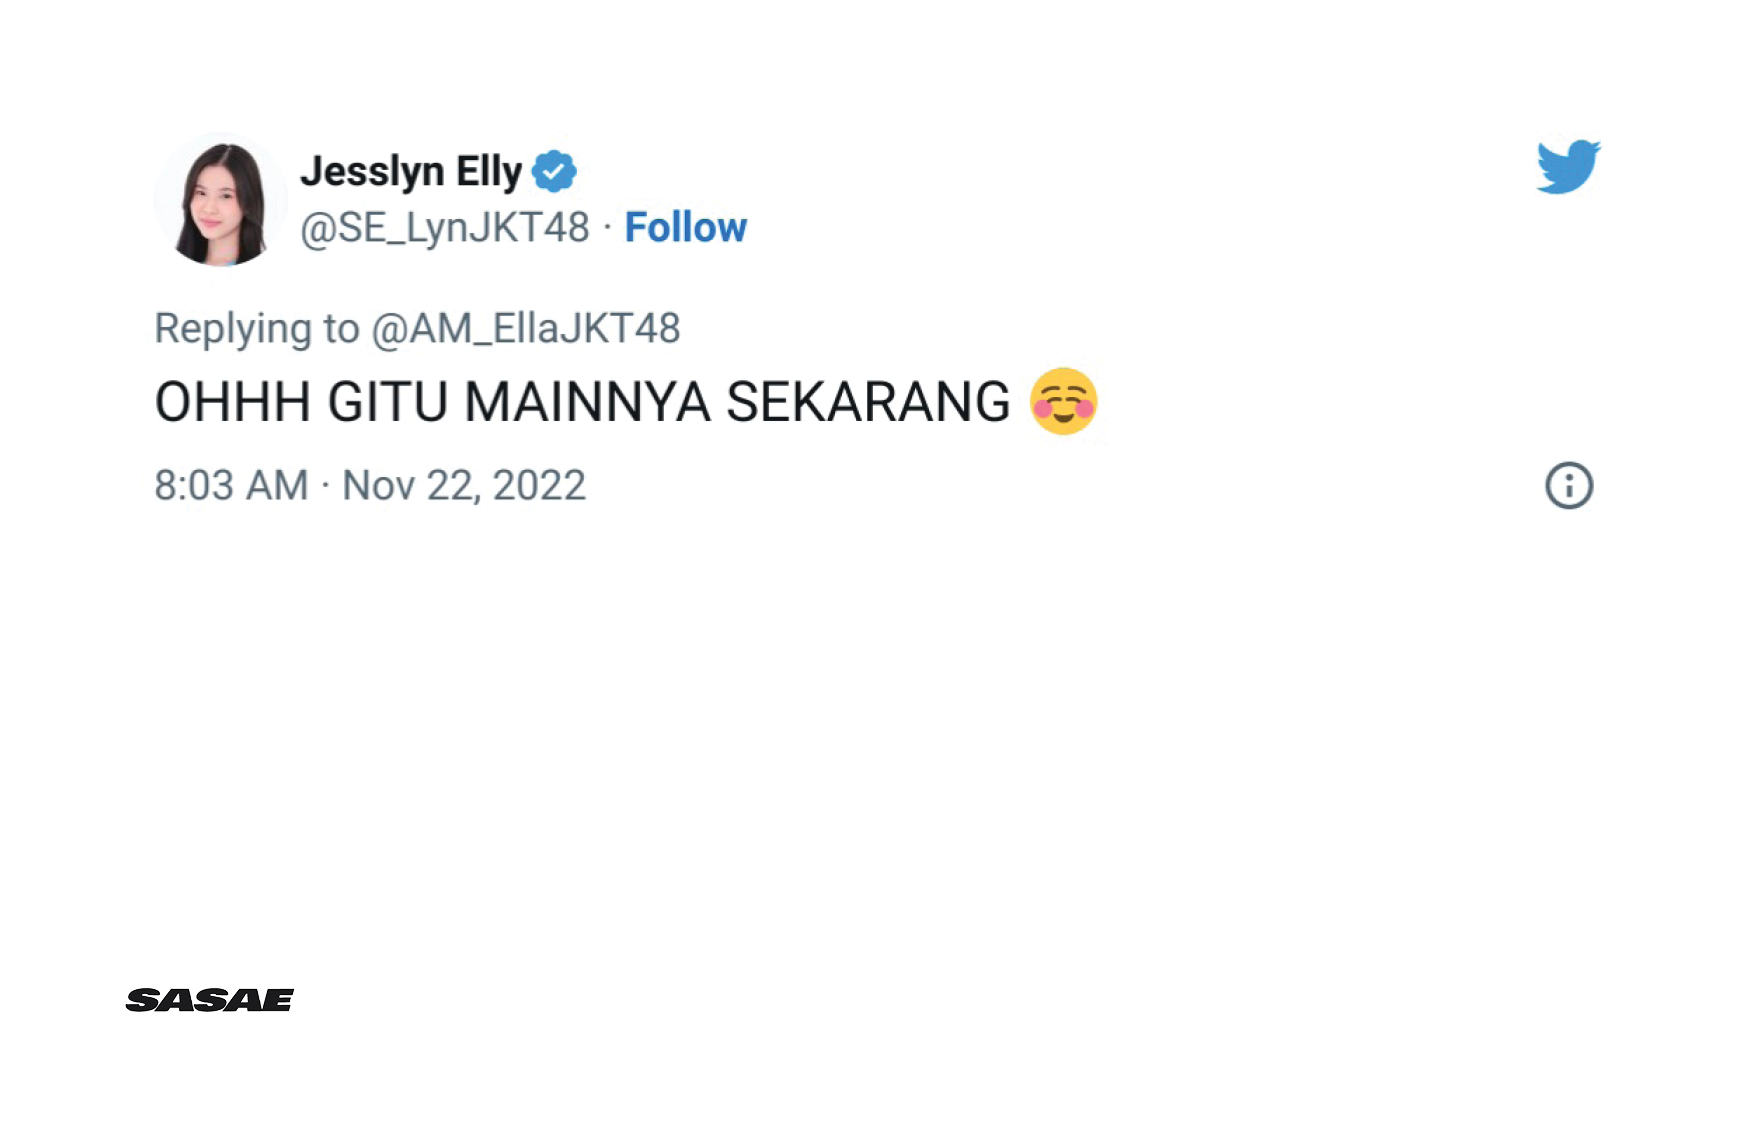 Jesslyn Elly
@SE_LynJKT48 · Follow
Replying to @AM_EllaJKT48
OHHH GITU MAINNYA SEKARANG ☺️
8:03 AM · Nov 22, 2022
SASAE